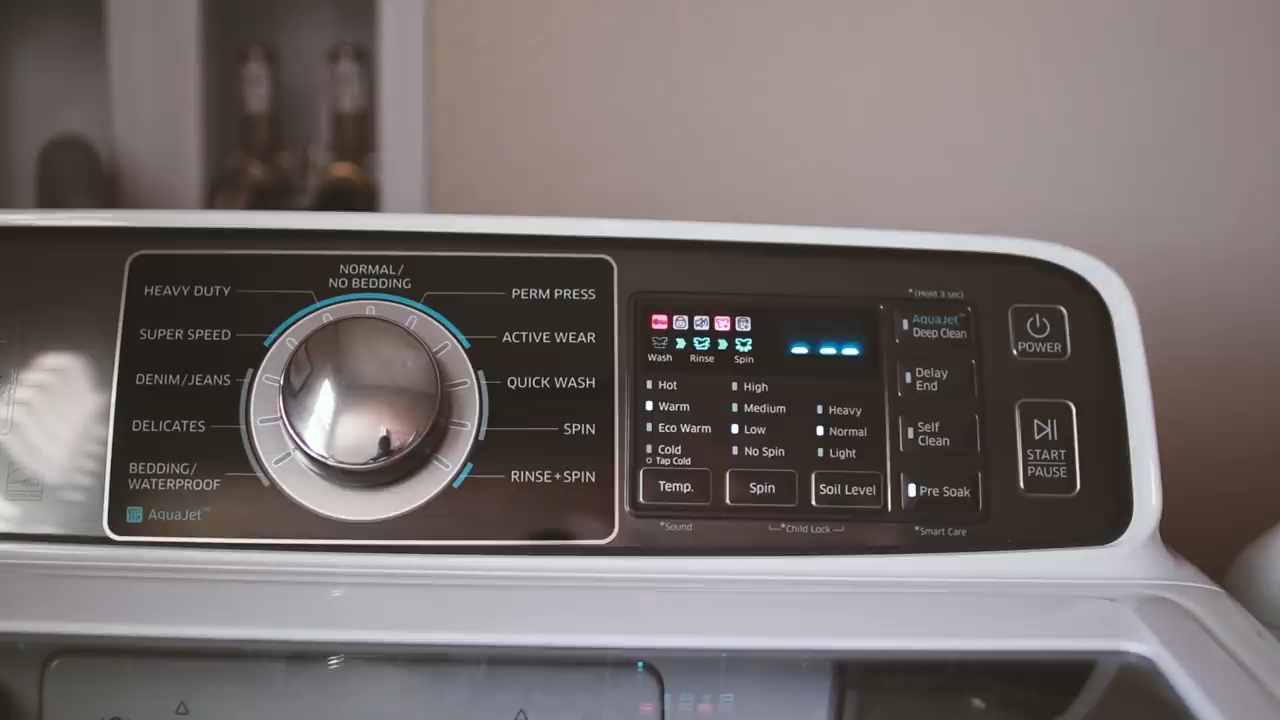 NORMAL/
NO BEDDING
HEAVY DUTY
SUPER SPEED
DENIM/JEANS
DELICATES
BEDDING/
WATERPROOF
PERM PRESS
ACTIVE WEAR
QUICK WASH
SPIN
RINSE+SPIN
AquaJet™
Wash Rinse Spin
Hot
Warm
Eco Warm
Cold
Tap Cold
Temp.
*Sound
High
Medium
Low
No Spin
Spin
Heavy
Normal
Light
Soil Level
*Child Lock
*(Hold 3 sec)
AquaJet™
Deep Clean
Delay
End
Self
Clean
Pre Soak
*Smart Care
POWER
START
PAUSE